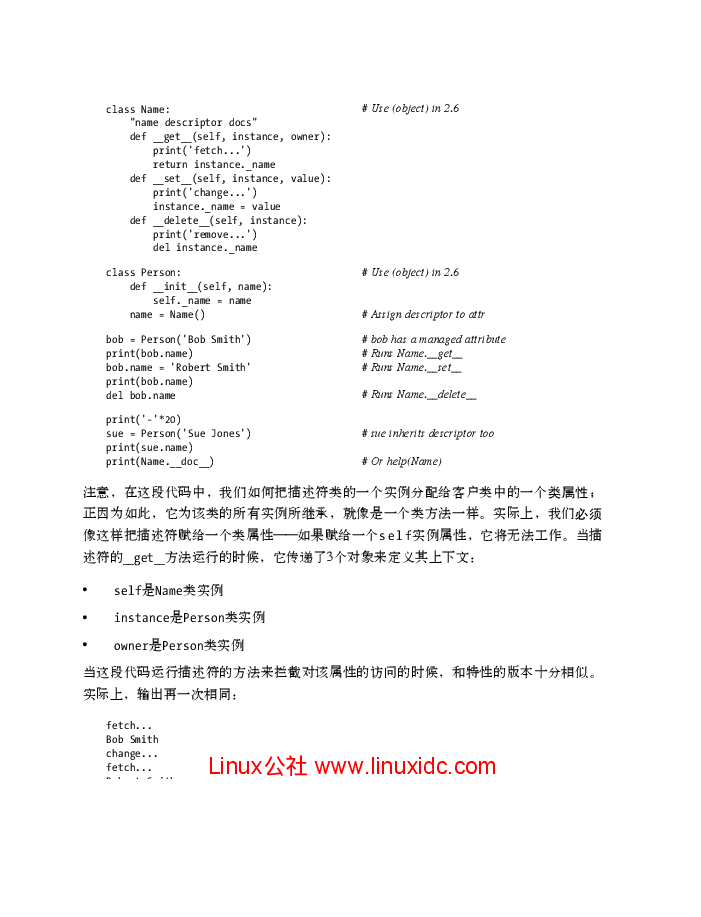 class Name: # Use (object) in 2.6
    "name descriptor docs"
    def __get__(self, instance, owner):
        print('fetch...')
        return instance._name
    def __set__(self, instance, value):
        print('change...')
        instance._name = value
    def __delete__(self, instance):
        print('remove...')
        del instance._name
class Person: # Use (object) in 2.6
    def __init__(self, name):
        self._name = name
    name = Name() # Assign descriptor to attr
bob = Person('Bob Smith') # bob has a managed attribute
print(bob.name) # Runs Name.__get__
bob.name = 'Robert Smith' # Runs Name.__set__
print(bob.name)
del bob.name # Runs Name.__delete__
print('-'*20)
sue = Person('Sue Jones') # sue inherits descriptor too
print(sue.name)
print(Name.__doc__) # Or help(Name)
注意，在这段代码中，我们如何把描述符类的一个实例分配给客户类中的一个类属性；
正因为如此，它为该类的所有实例所继承，就像是一个类方法一样。实际上，我们必须
像这样把描述符赋给一个类属性——如果赋给一个self实例属性，它将无法工作。当描
述符的__get__方法运行的时候，它传递了3个对象来定义其上下文：
• self是Name类实例
• instance是Person类实例
• owner是Person类实例
当这段代码运行描述符的方法来拦截对该属性的访问的时候，和特性的版本十分相似。
实际上，输出再一次相同：
fetch...
Bob Smith
change...
fetch...
Linux公社 www.linuxidc.com